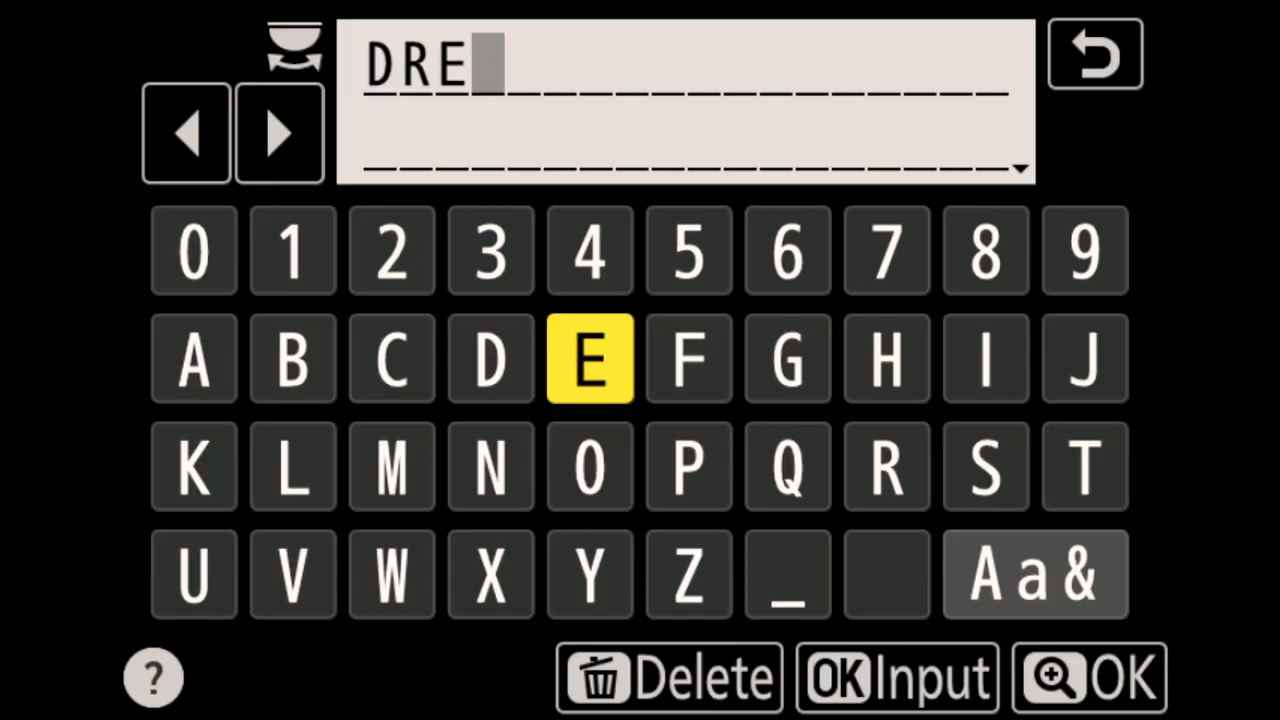 DRE
0 1 2 3 4 5 6 7 8 9
A B C D E F G H I J
K L M N O P Q R S T
U V W X Y Z _ Aa&
? Delete OK Input OK